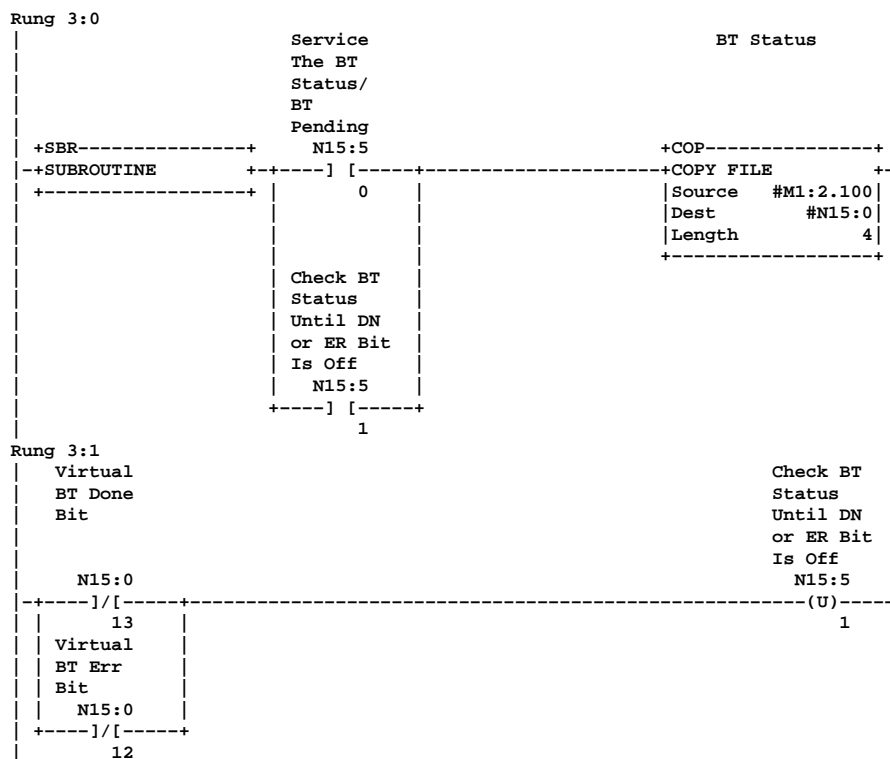 Rung 3:0
| Service BT Status
| The BT
| Status/
| BT
| Pending
| +SBR---------------+ N15:5 +COP---------------+
|-+SUBROUTINE +-+----] [-----+----------------------+COPY FILE +-
| +------------------+ | 0 | |Source #M1:2.100|
| | | |Dest #N15:0|
| | | |Length 4|
| | | +------------------+
| | Check BT |
| | Status |
| | Until DN |
| | or ER Bit |
| | Is Off |
| | N15:5 |
| +----] [-----+
| 1
Rung 3:1
| Virtual Check BT
| BT Done Status
| Bit Until DN
| or ER Bit
| Is Off
| N15:0 N15:5
|-+----]/[-----+--------------------------------------------------------(U)-----
| | 13 | 1
| | Virtual |
| | BT Err |
| | Bit |
| | N15:0 |
| +----]/[-----+
| 12